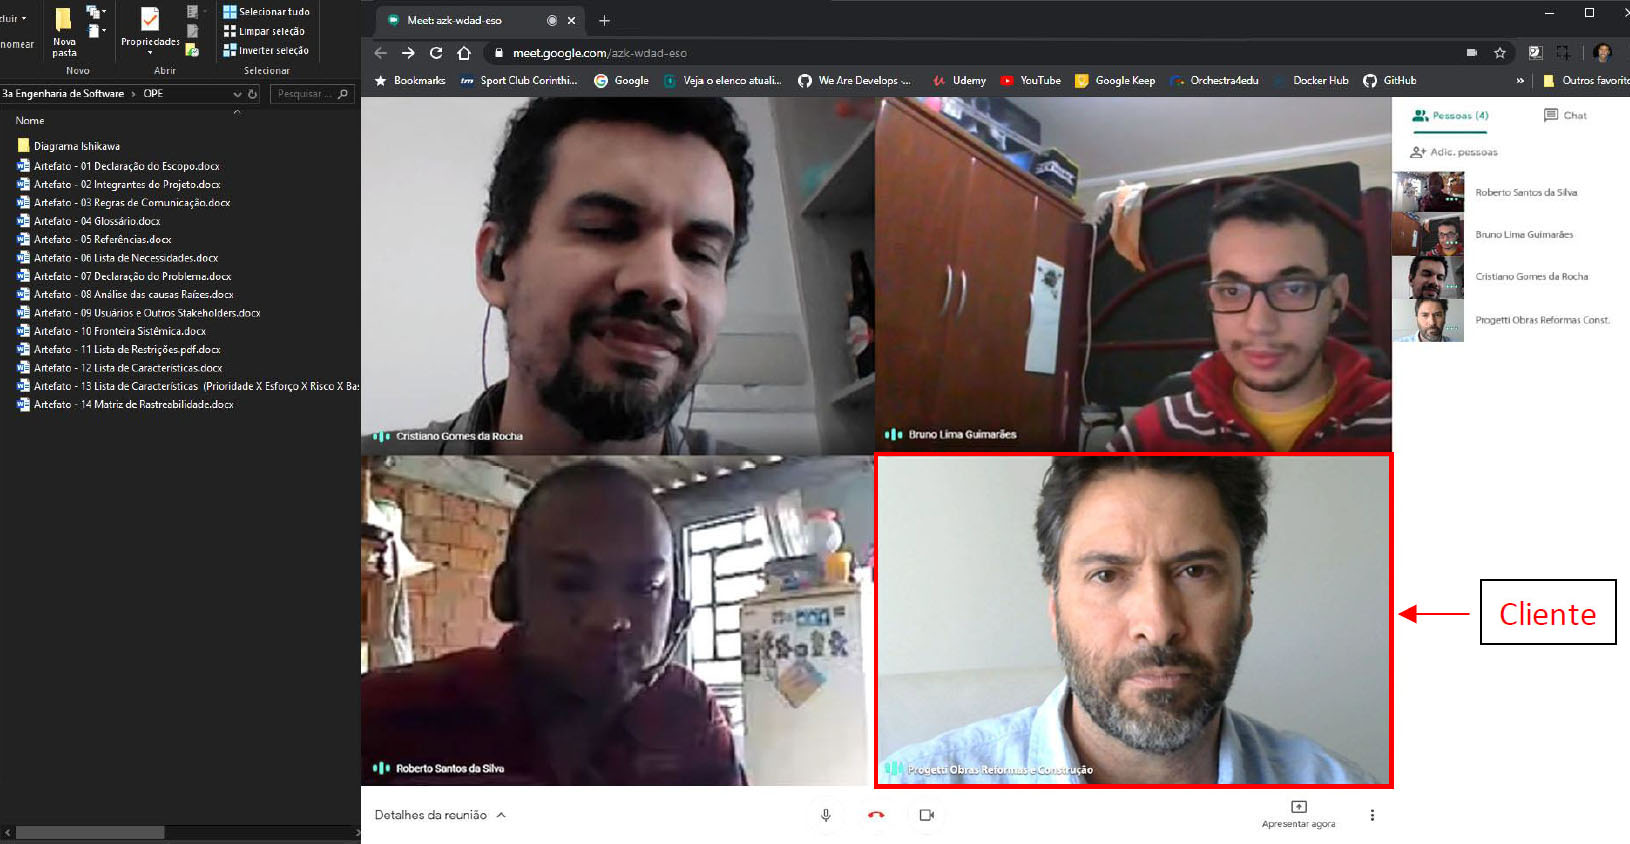 duir
nomear
Nova
pasta
Novo
Propriedades
Abrir
Selecionar tudo
Limpar seleção
Inverter seleção
Selecionar
3a Engenharia de Software > OPE
Pesquisar ...
Nome
Diagrama Ishikawa
Artefato - 01 Declaração do Escopo.docx
Artefato - 02 Integrantes do Projeto.docx
Artefato - 03 Regras de Comunicação.docx
Artefato - 04 Glossário.docx
Artefato - 05 Referências.docx
Artefato - 06 Lista de Necessidades.docx
Artefato - 07 Declaração do Problema.docx
Artefato - 08 Análise das causas Raízes.docx
Artefato - 09 Usuários e Outros Stakeholders.docx
Artefato - 10 Fronteira Sistêmica.docx
Artefato - 11 Lista de Restrições.pdf.docx
Artefato - 12 Lista de Características.docx
Artefato - 13 Lista de Características (Prioridade X Esforço X Risco X Ba
Artefato - 14 Matriz de Rastreabilidade.docx
Meet: azk-wdad-eso
meet.google.com/azk-wdad-eso
Bookmarks
Sport Club Corinthi...
Google
Veja o elenco atuali...
We Are Develops -...
Udemy
YouTube
Google Keep
Orchestra4edu
Docker Hub
GitHub
»
Outros favorito
Cristiano Gomes da Rocha
Bruno Lima Guimarães
Roberto Santos da Silva
Progetti Obras Reformas e Construção
Pessoas (4)
Chat
Adic. pessoas
Roberto Santos da Silva
Bruno Lima Guimarães
Cristiano Gomes da Rocha
Progetti Obras Reformas Const.
Cliente
Detalhes da reunião
Apresentar agora